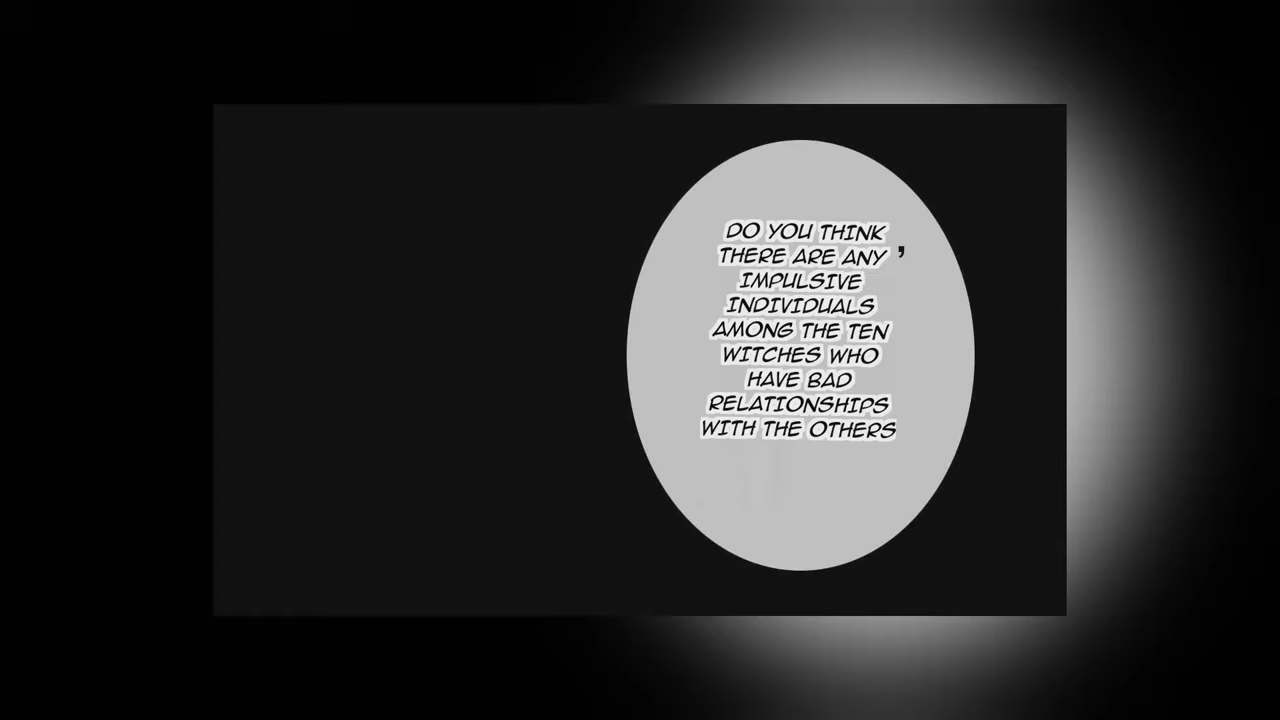 DO YOU THINK
THERE ARE ANY ,
IMPULSIVE
INDIVIDUALS
AMONG THE TEN
WITCHES WHO
HAVE BAD
RELATIONSHIPS
WITH THE OTHERS